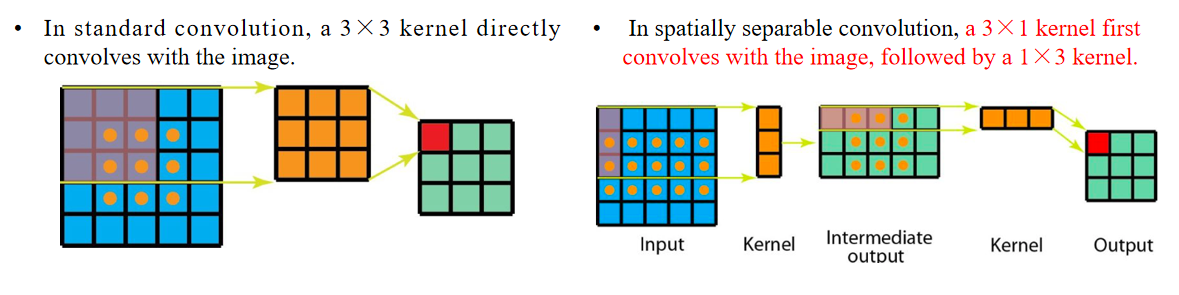 • In standard convolution, a 3×3 kernel directly
convolves with the image.
• In spatially separable convolution, a 3×1 kernel first
convolves with the image, followed by a 1×3 kernel.
Input
Kernel
Intermediate
output
Kernel
Output